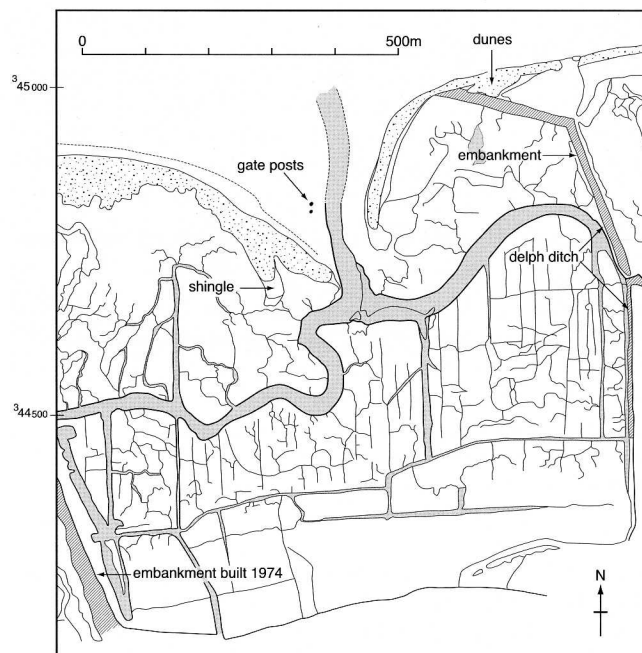 0 500m
dunes
³45 000
embankment
gate posts
delph ditch
shingle
³44 500
embankment built 1974
N